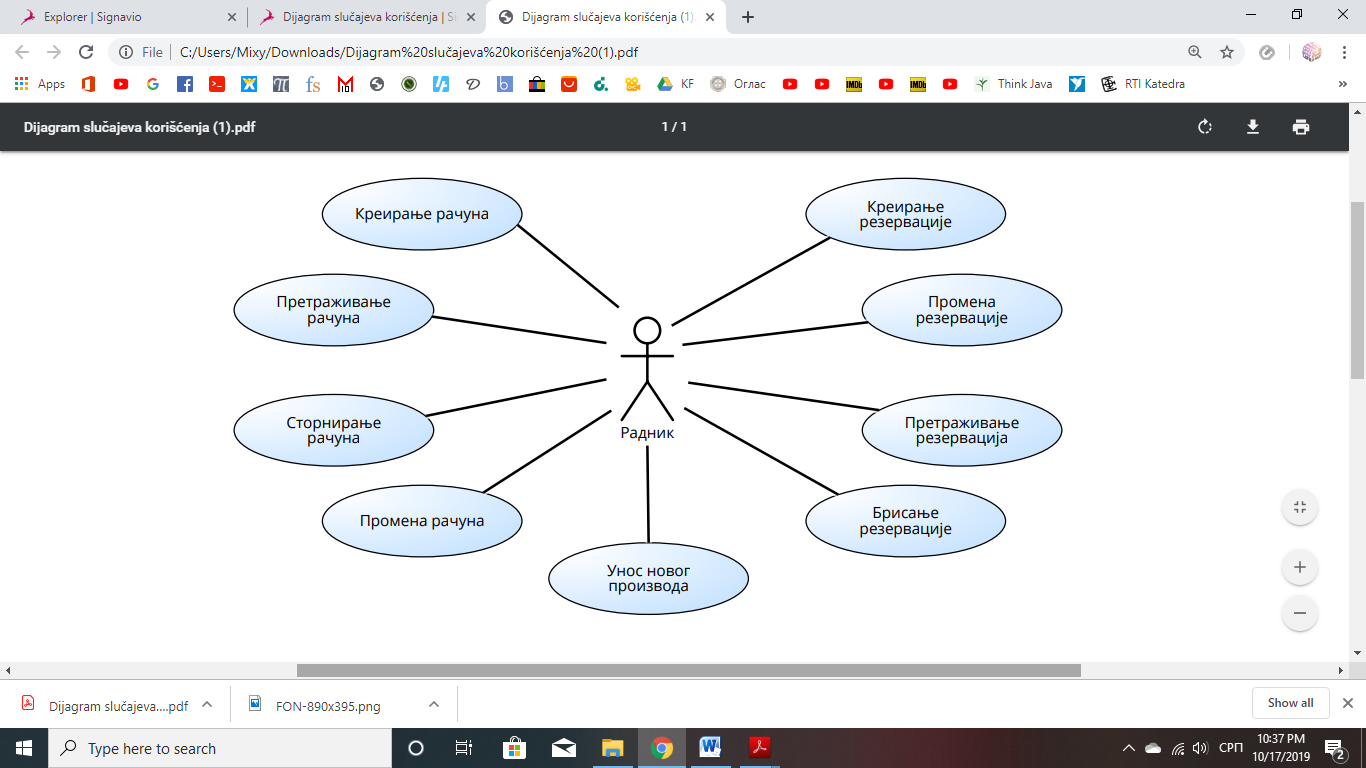 Explorer | Signavio
Dijagram slučajeva korišćenja | Si
Dijagram slučajeva korišćenja (1).
File
C:/Users/Mixy/Downloads/Dijagram%20slučajeva%20korišćenja%20(1).pdf
Apps
KF
Оглас
IMDb
IMDb
Think Java
RTI Katedra
Dijagram slučajeva korišćenja (1).pdf
1 / 1
Креирање рачуна
Креирање
резервације
Претраживање
рачуна
Промена
резервације
Сторнирање
рачуна
Претраживање
резервација
Радник
Промена рачуна
Брисање
резервације
Унос новог
производа
Dijagram slučajeva....pdf
FON-890x395.png
Show all
Type here to search
СРП
10:37 PM
10/17/2019
2